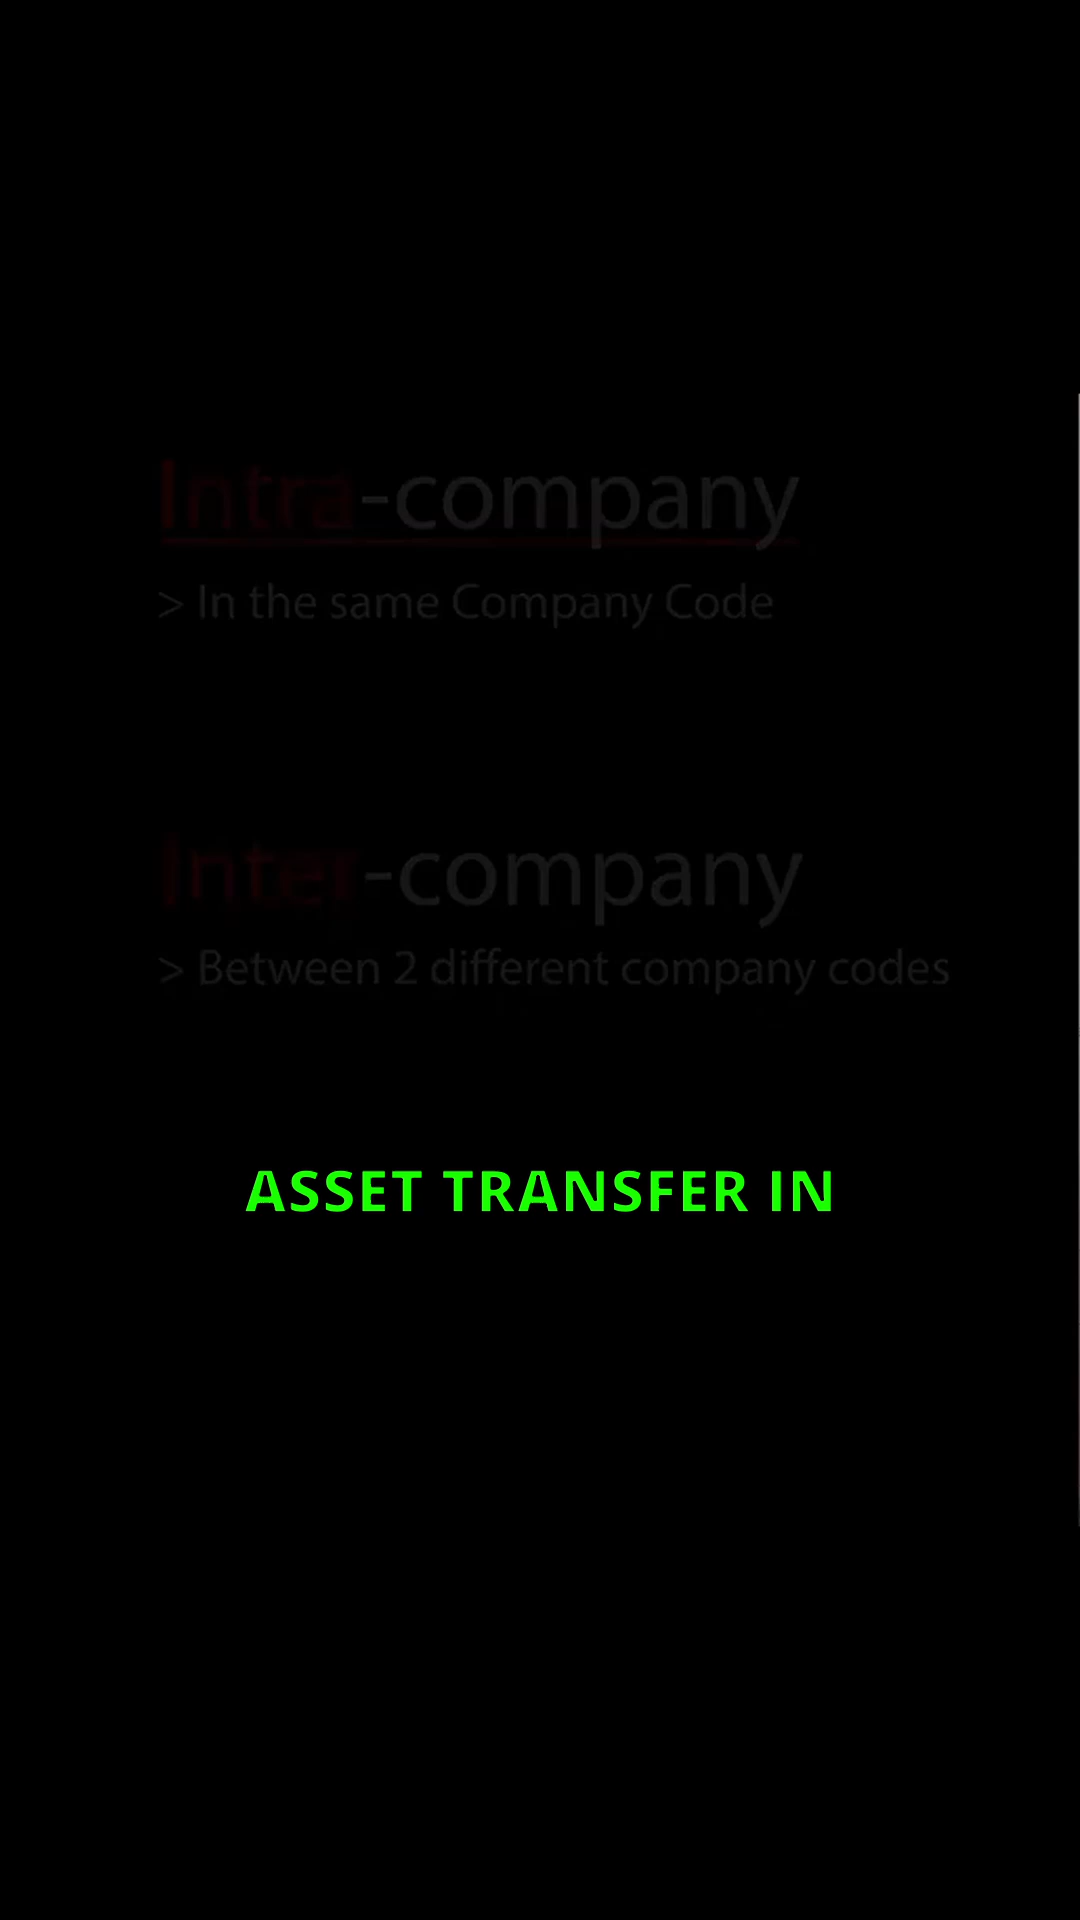 Intra-company
> In the same Company Code
Inter-company
> Between 2 different company codes
ASSET TRANSFER IN